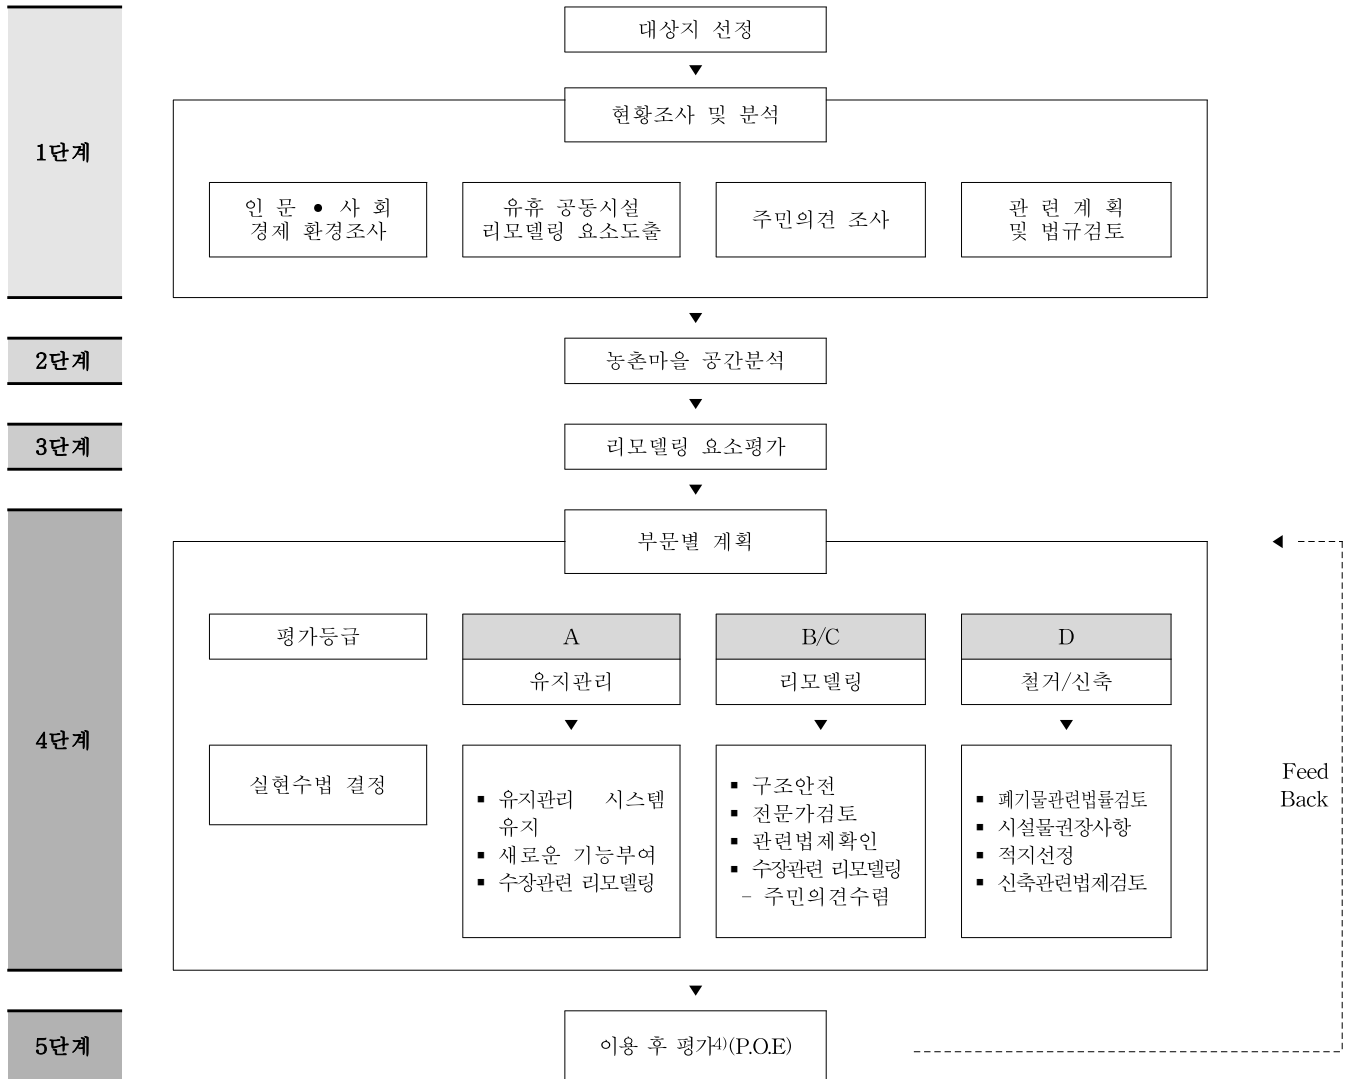 1단계
대상지 선정
현황조사 및 분석
인 문 ● 사 회
경제 환경조사
유휴 공동시설
리모델링 요소도출
주민의견 조사
관 련 계 획
및 법규검토
2단계
농촌마을 공간분석
3단계
리모델링 요소평가
4단계
부문별 계획
평가등급
A
유지관리
B/C
리모델링
D
철거/신축
실현수법 결정
▪ 유지관리 시스템
유지
▪ 새로운 기능부여
▪ 수장관련 리모델링
▪ 구조안전
▪ 전문가검토
▪ 관련법제확인
▪ 수장관련 리모델링
- 주민의견수렴
▪ 폐기물관련법률검토
▪ 시설물권장사항
▪ 적지선정
▪ 신축관련법제검토
Feed
Back
5단계
이용 후 평가4)(P.O.E)